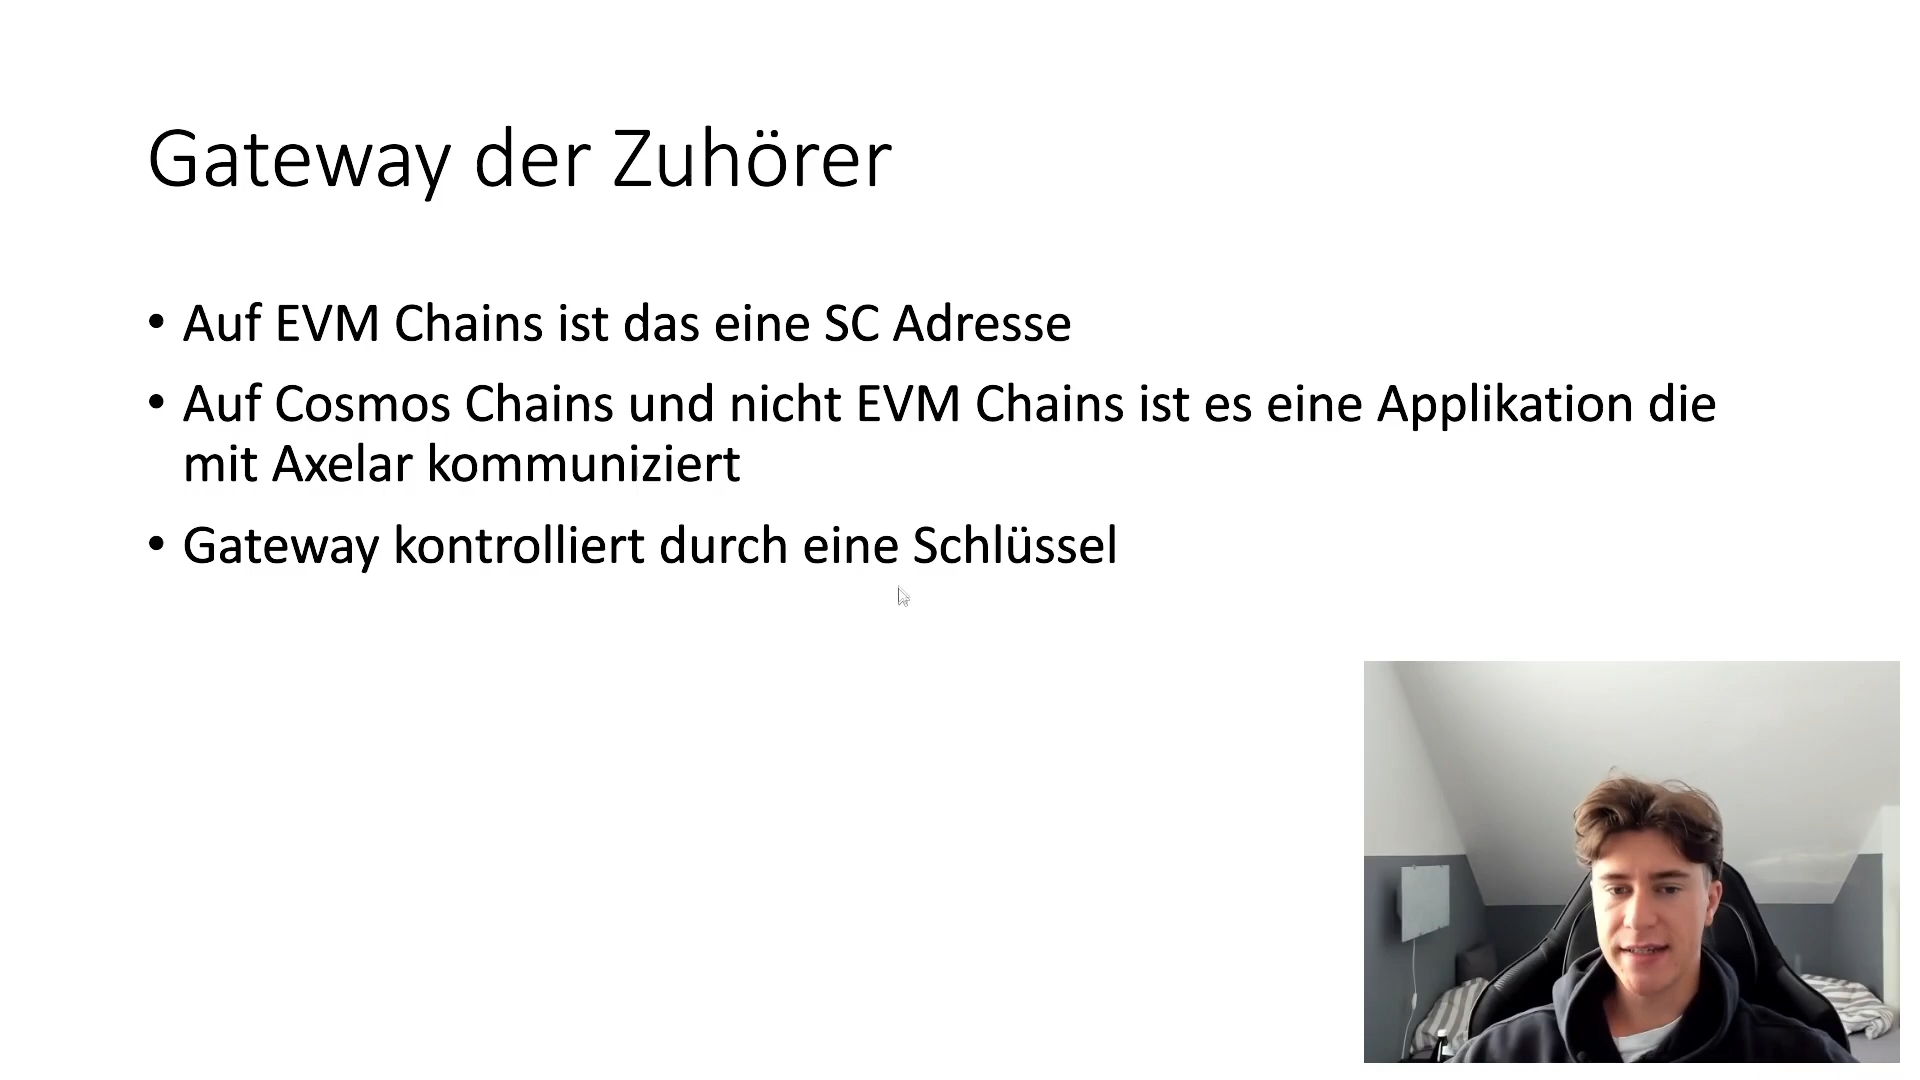 Gateway der Zuhörer
• Auf EVM Chains ist das eine SC Adresse
• Auf Cosmos Chains und nicht EVM Chains ist es eine Applikation die
mit Axelar kommuniziert
• Gateway kontrolliert durch eine Schlüssel